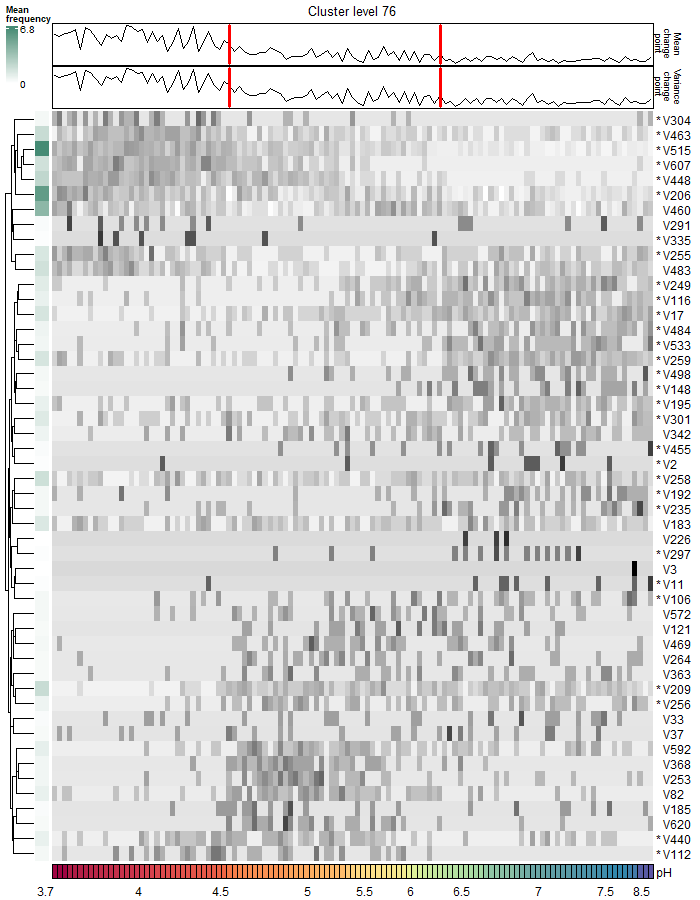 Mean
frequency
6.8
0
Cluster level 76
Mean
change
point
Variance
change
point
* V304
* V463
* V515
* V607
* V448
* V206
V460
V291
* V335
* V255
V483
* V249
* V116
* V17
* V484
* V533
* V259
* V498
* V148
* V195
* V301
V342
* V455
* V2
* V258
* V192
* V235
V183
V226
* V297
V3
* V11
* V106
V572
V121
V469
V264
V363
* V209
* V256
V33
V37
V592
V368
V253
V82
V185
V620
* V440
* V112
pH
3.7 4 4.5 5 5.5 6 6.5 7 7.5 8.5